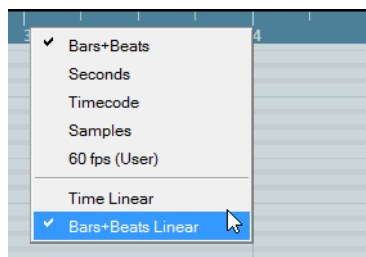 3
4
Bars+Beats
Seconds
Timecode
Samples
60 fps (User)
Time Linear
Bars+Beats Linear